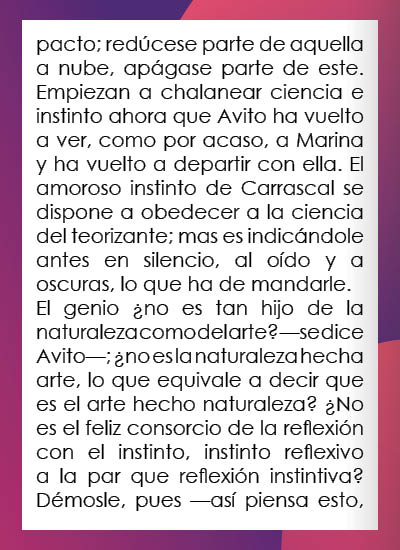 pacto; redúcese parte de aquella
a nube, apágase parte de este.
Empiezan a chalanear ciencia e
instinto ahora que Avito ha vuelto
a ver, como por acaso, a Marina
y ha vuelto a departir con ella. El
amoroso instinto de Carrascal se
dispone a obedecer a la ciencia
del teorizante; mas es indicándole
antes en silencio, al oído y a
oscuras, lo que ha de mandarle.
El genio ¿no es tan hijo de la
naturaleza como del arte? —se dice
Avito—; ¿no es la naturaleza hecha
arte, lo que equivale a decir que
es el arte hecho naturaleza? ¿No
es el feliz consorcio de la reflexión
con el instinto, instinto reflexivo
a la par que reflexión instintiva?
Démosle, pues —así piensa esto,